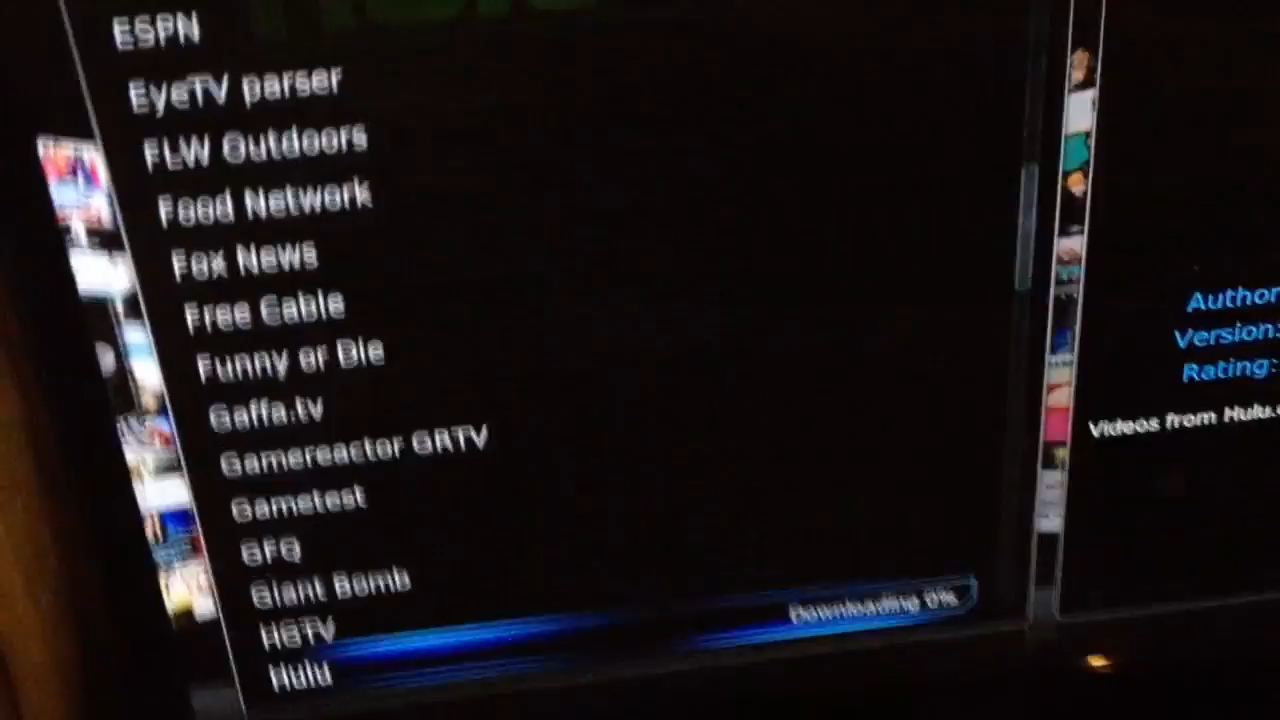 ESPN
EyeTV parser
FLW Outdoors
Food Network
Fox News
Free Cable
Funny or Die
Gaffa.tv
Gamereactor GRTV
Gametest
GFQ
Giant Bomb
HGTV
Downloading 0%
Hulu
Author
Version:
Rating:
Videos from Hulu.